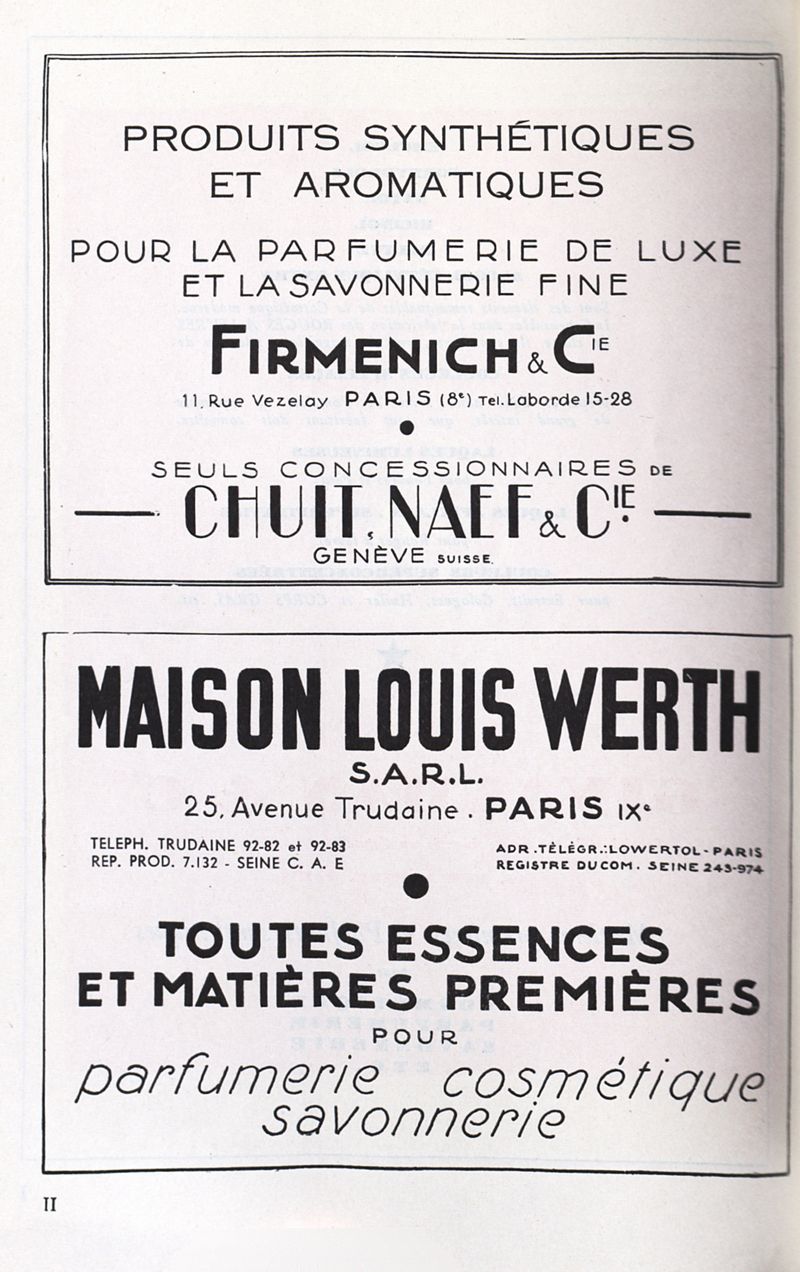 PRODUITS SYNTHÉTIQUES
ET AROMATIQUES
POUR LA PARFUMERIE DE LUXE
ET LA SAVONNERIE FINE
FIRMENICH & CIE
11, Rue Vezelay PARIS (8e) Tel. Laborde 15-28
SEULS CONCESSIONNAIRES DE
CHUIT, NAEF & CIE.
GENÈVE SUISSE.
MAISON LOUIS WERTH
S.A.R.L.
25, Avenue Trudaine. PARIS IXe
TELEPH. TRUDAINE 92-82 et 92-83
REP. PROD. 7.132 - SEINE C. A. E
ADR. TÉLÉGR.: LOWERTOL - PARIS
REGISTRE DU COM. SEINE 243-974
TOUTES ESSENCES
ET MATIÈRES PREMIÈRES
POUR
parfumerie cosmétique
savonnerie
II